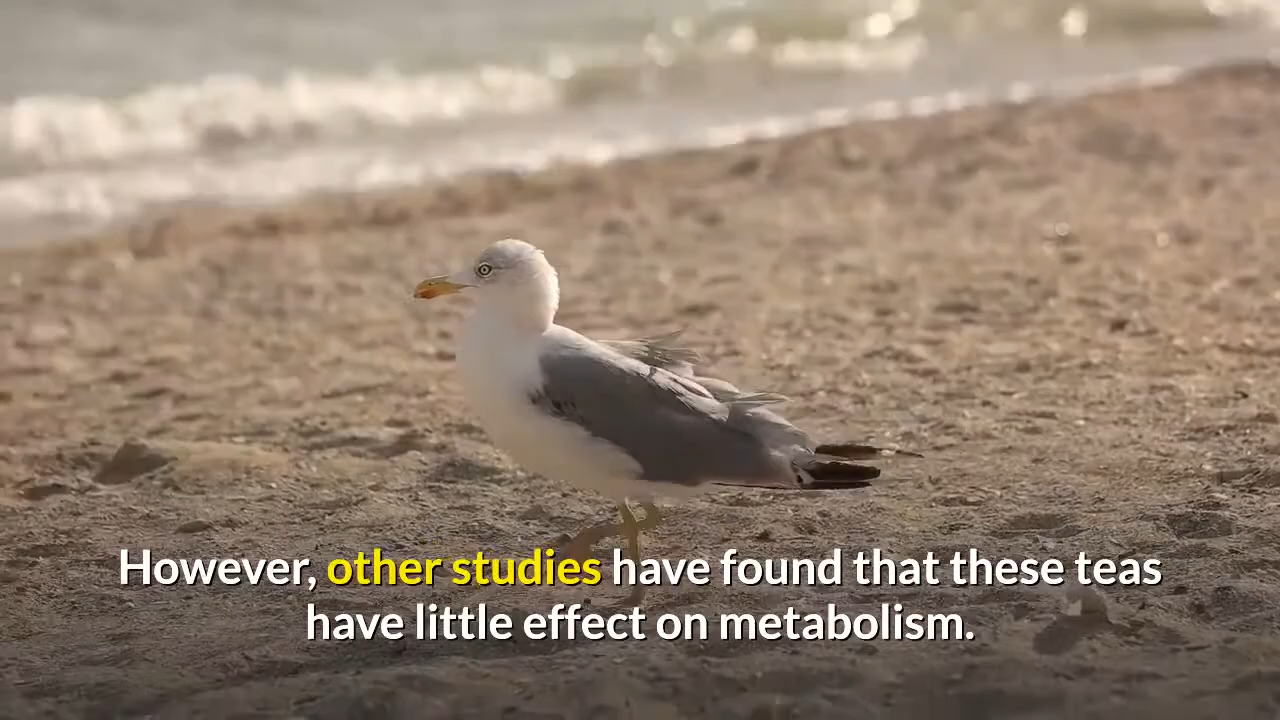 However, other studies have found that these teas
have little effect on metabolism.